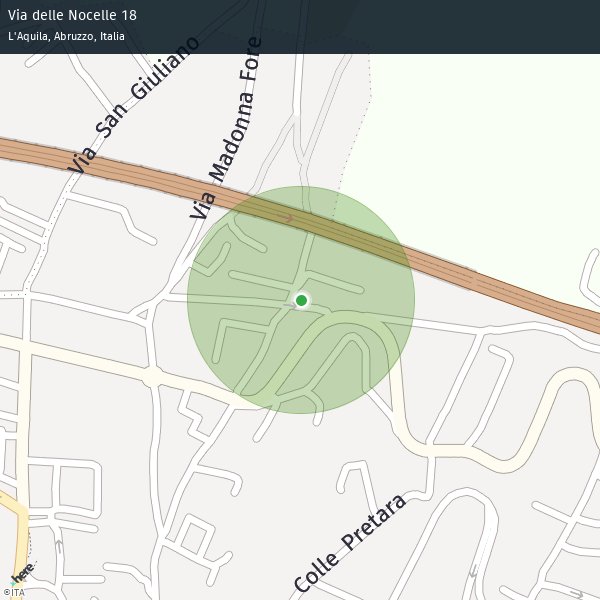 Via delle Nocelle 18
L'Aquila, Abruzzo, Italia
Via San Giuliano
Via Madonna Fore
Colle Pretara
here
©ITA